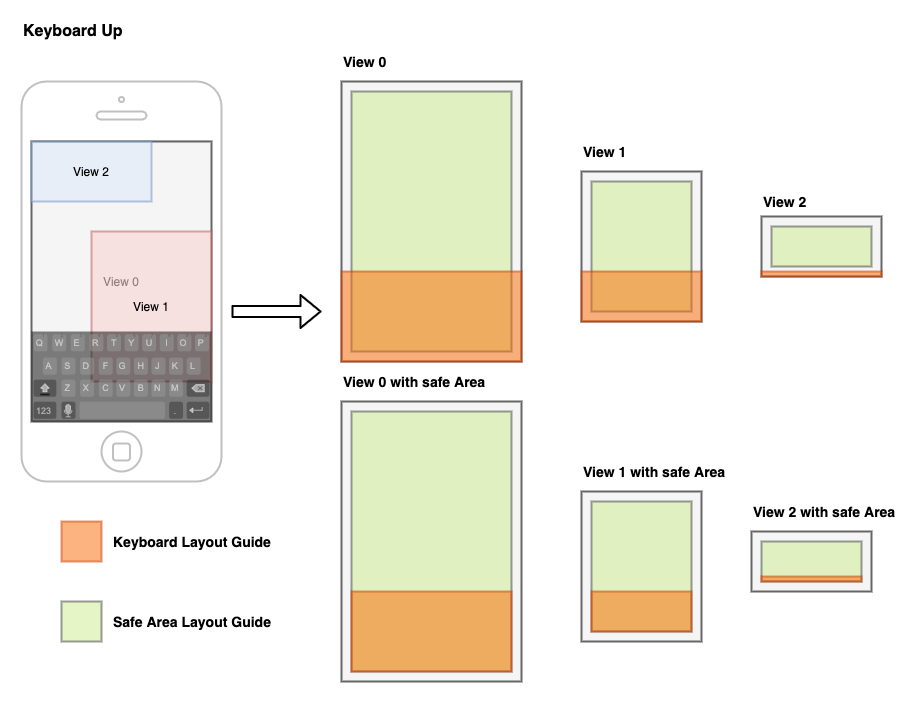 Keyboard Up
View 0
View 1
View 2
View 2
View 0
View 1
Q W E R T Y U I O P
A S D F G H J K L
Z X C V B N M
123 .
View 0 with safe Area
View 1 with safe Area
View 2 with safe Area
Keyboard Layout Guide
Safe Area Layout Guide